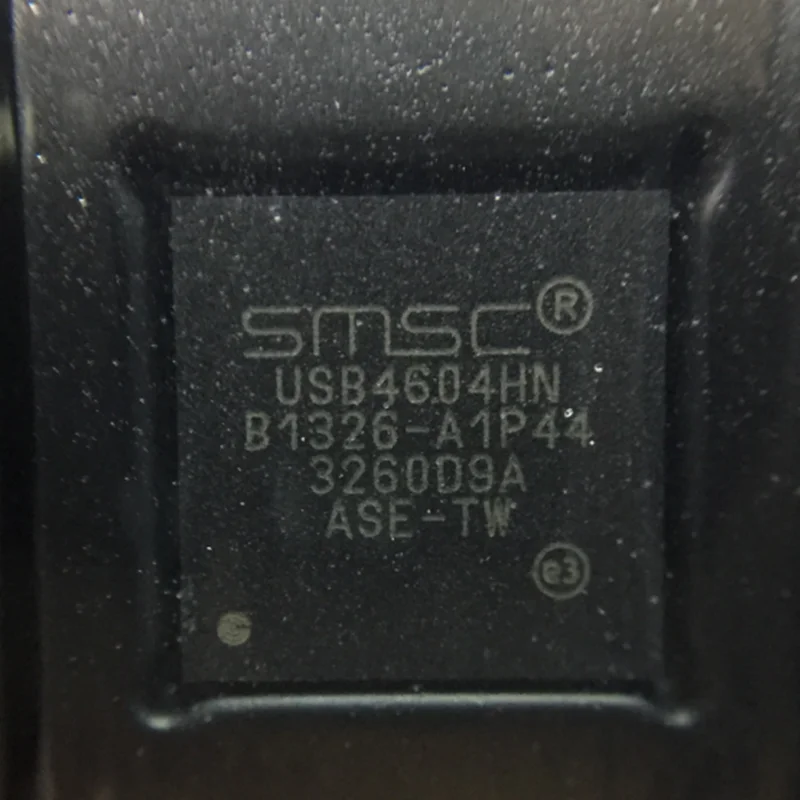 SMSC®
USB4604HN
B1326-A1P44
3260D9A
ASE-TW
e3